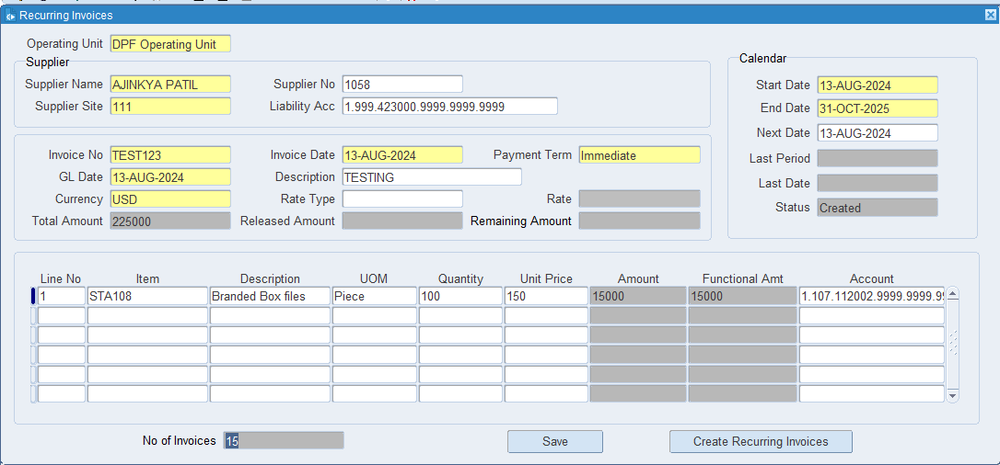 Recurring Invoices
Operating Unit DPF Operating Unit
Supplier
Supplier Name AJINKYA PATIL Supplier No 1058
Supplier Site 111 Liability Acc 1.999.423000.9999.9999.9999
Calendar
Start Date 13-AUG-2024
End Date 31-OCT-2025
Next Date 13-AUG-2024
Last Period
Last Date
Status Created
Invoice No TEST123 Invoice Date 13-AUG-2024 Payment Term Immediate
GL Date 13-AUG-2024 Description TESTING
Currency USD Rate Type Rate
Total Amount 225000 Released Amount Remaining Amount
Line No Item Description UOM Quantity Unit Price Amount Functional Amt Account
1 STA108 Branded Box files Piece 100 150 15000 15000 1.107.112002.9999.9999.99
No of Invoices 15 Save Create Recurring Invoices